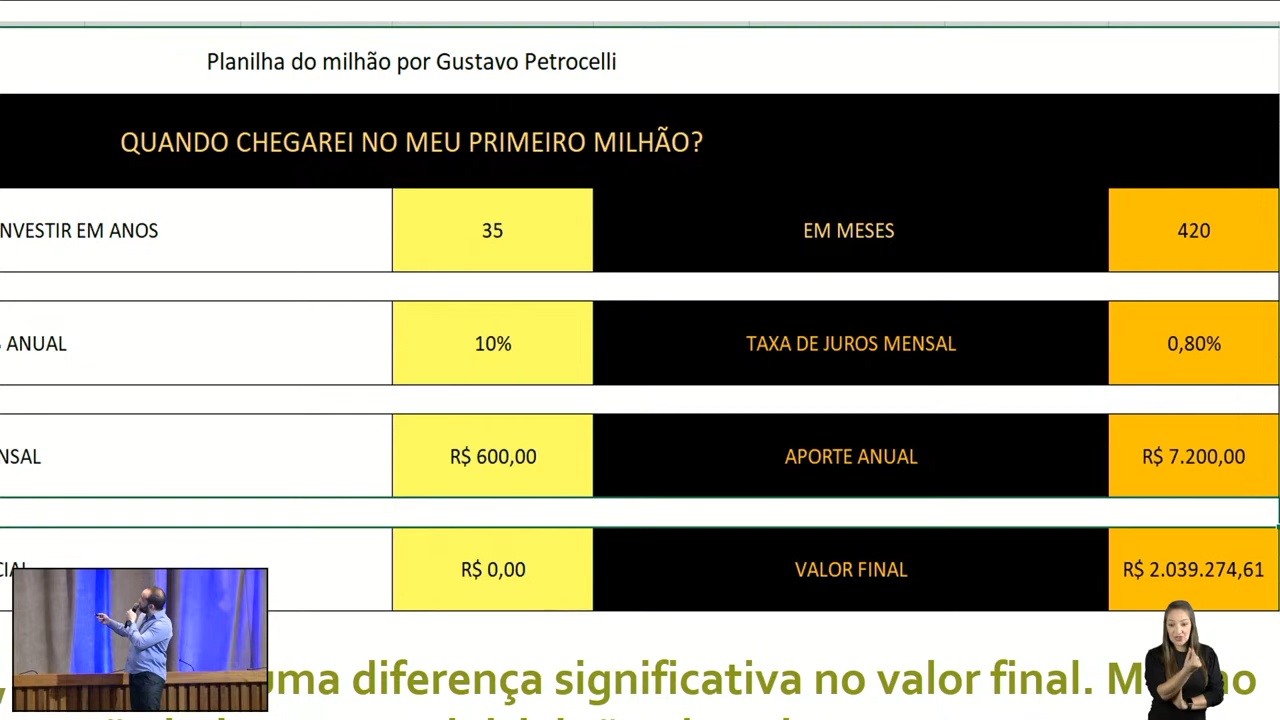 Planilha do milhão por Gustavo Petrocelli
QUANDO CHEGAREI NO MEU PRIMEIRO MILHÃO?
NVESTIR EM ANOS 35 EM MESES 420
ANUAL 10% TAXA DE JUROS MENSAL 0,80%
NSAL R$ 600,00 APORTE ANUAL R$ 7.200,00
CIAL R$ 0,00 VALOR FINAL R$ 2.039.274,61
uma diferença significativa no valor final.